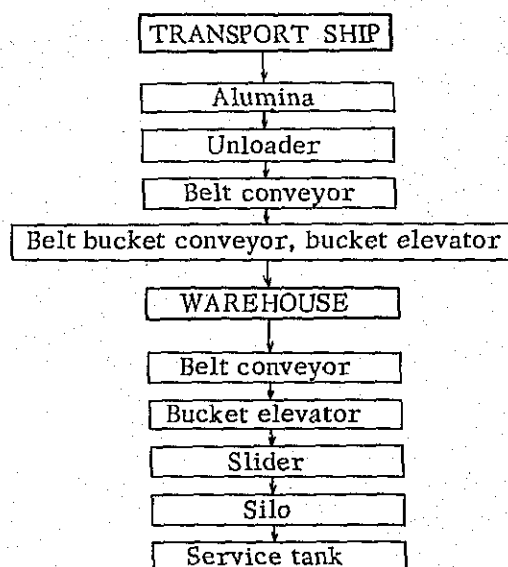 TRANSPORT SHIP
Alumina
Unloader
Belt conveyor
Belt bucket conveyor, bucket elevator
WAREHOUSE
Belt conveyor
Bucket elevator
Slider
Silo
Service tank